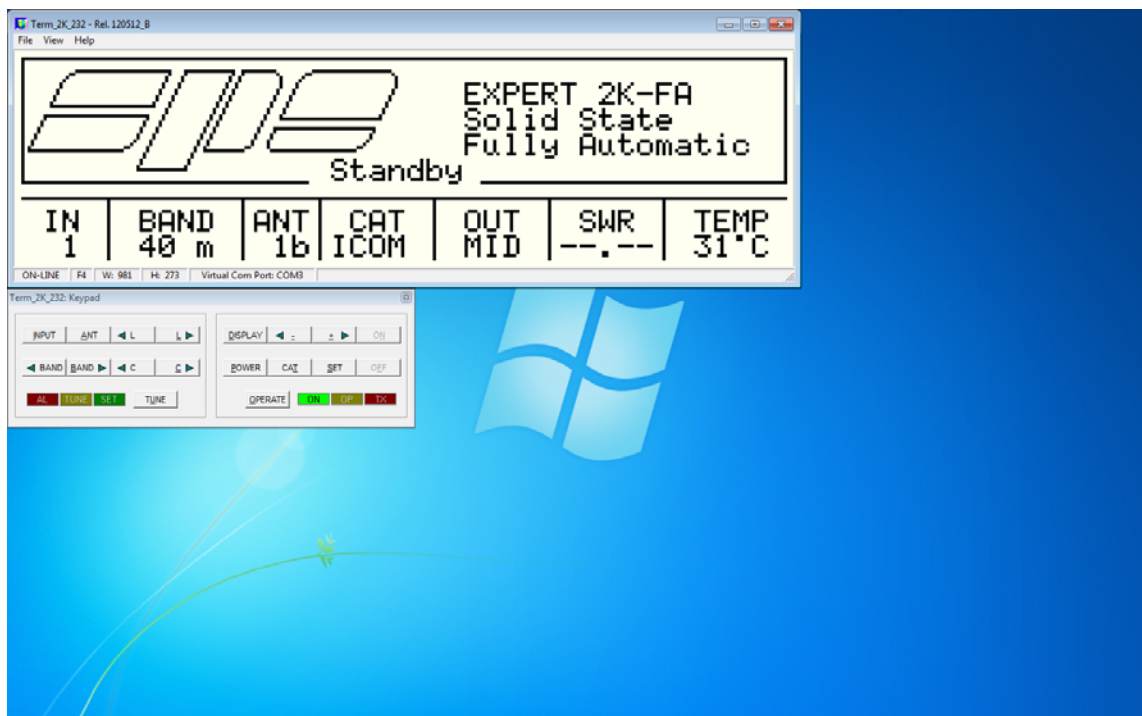 Term_2K_232 - Rel. 120512_B
File View Help
EXPERT 2K-FA
Solid State
Fully Automatic
Standby
IN BAND ANT CAT OUT SWR TEMP
1 40 m 1b ICOM MID --.-- 31°C
ON-LINE F4 W: 981 H: 273 Virtual Com Port: COM3
Term_2K_232: Keypad
INPUT ANT ◄ L L ► DISPLAY ◄ - + ► ON
◄ BAND BAND ► ◄ C C ► POWER CAT SET OFF
AL TUNE SET TUNE OPERATE ON OP TX